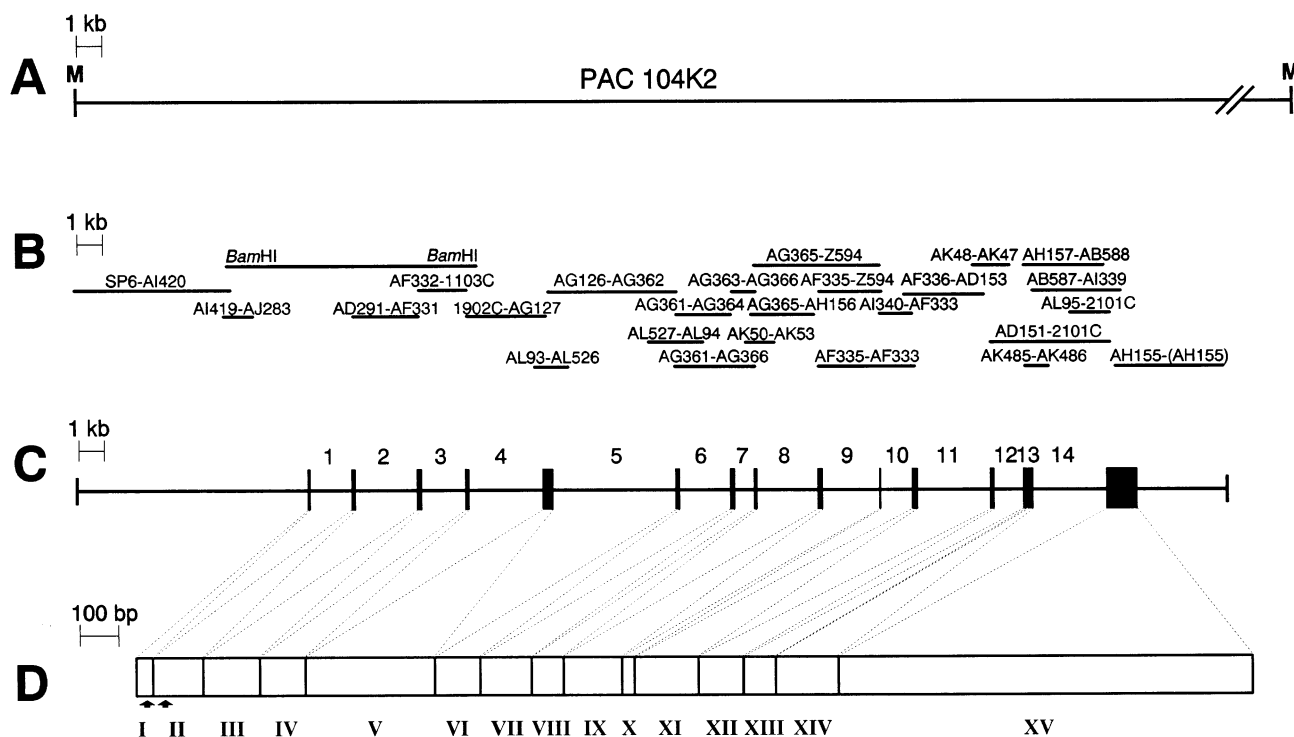 1 kb
A
M
PAC 104K2
M
1 kb
B
BamHI
BamHI
AG365-Z594
AK48-AK47
AH157-AB588
SP6-AI420
AF332-1103C
AG126-AG362
AG363-AG366
AF335-Z594
AF336-AD153
AB587-AI339
AI419-AJ283
AD291-AF331
1902C-AG127
AG361-AG364
AG365-AH156
AI340-AF333
AL95-2101C
AL527-AL94
AK50-AK53
AD151-2101C
AL93-AL526
AG361-AG366
AF335-AF333
AK485-AK486
AH155-(AH155)
1 kb
C
1 2 3 4 5 6 7 8 9 10 11 12 13 14
100 bp
D
I II III IV V VI VII VIII IX X XI XII XIII XIV XV